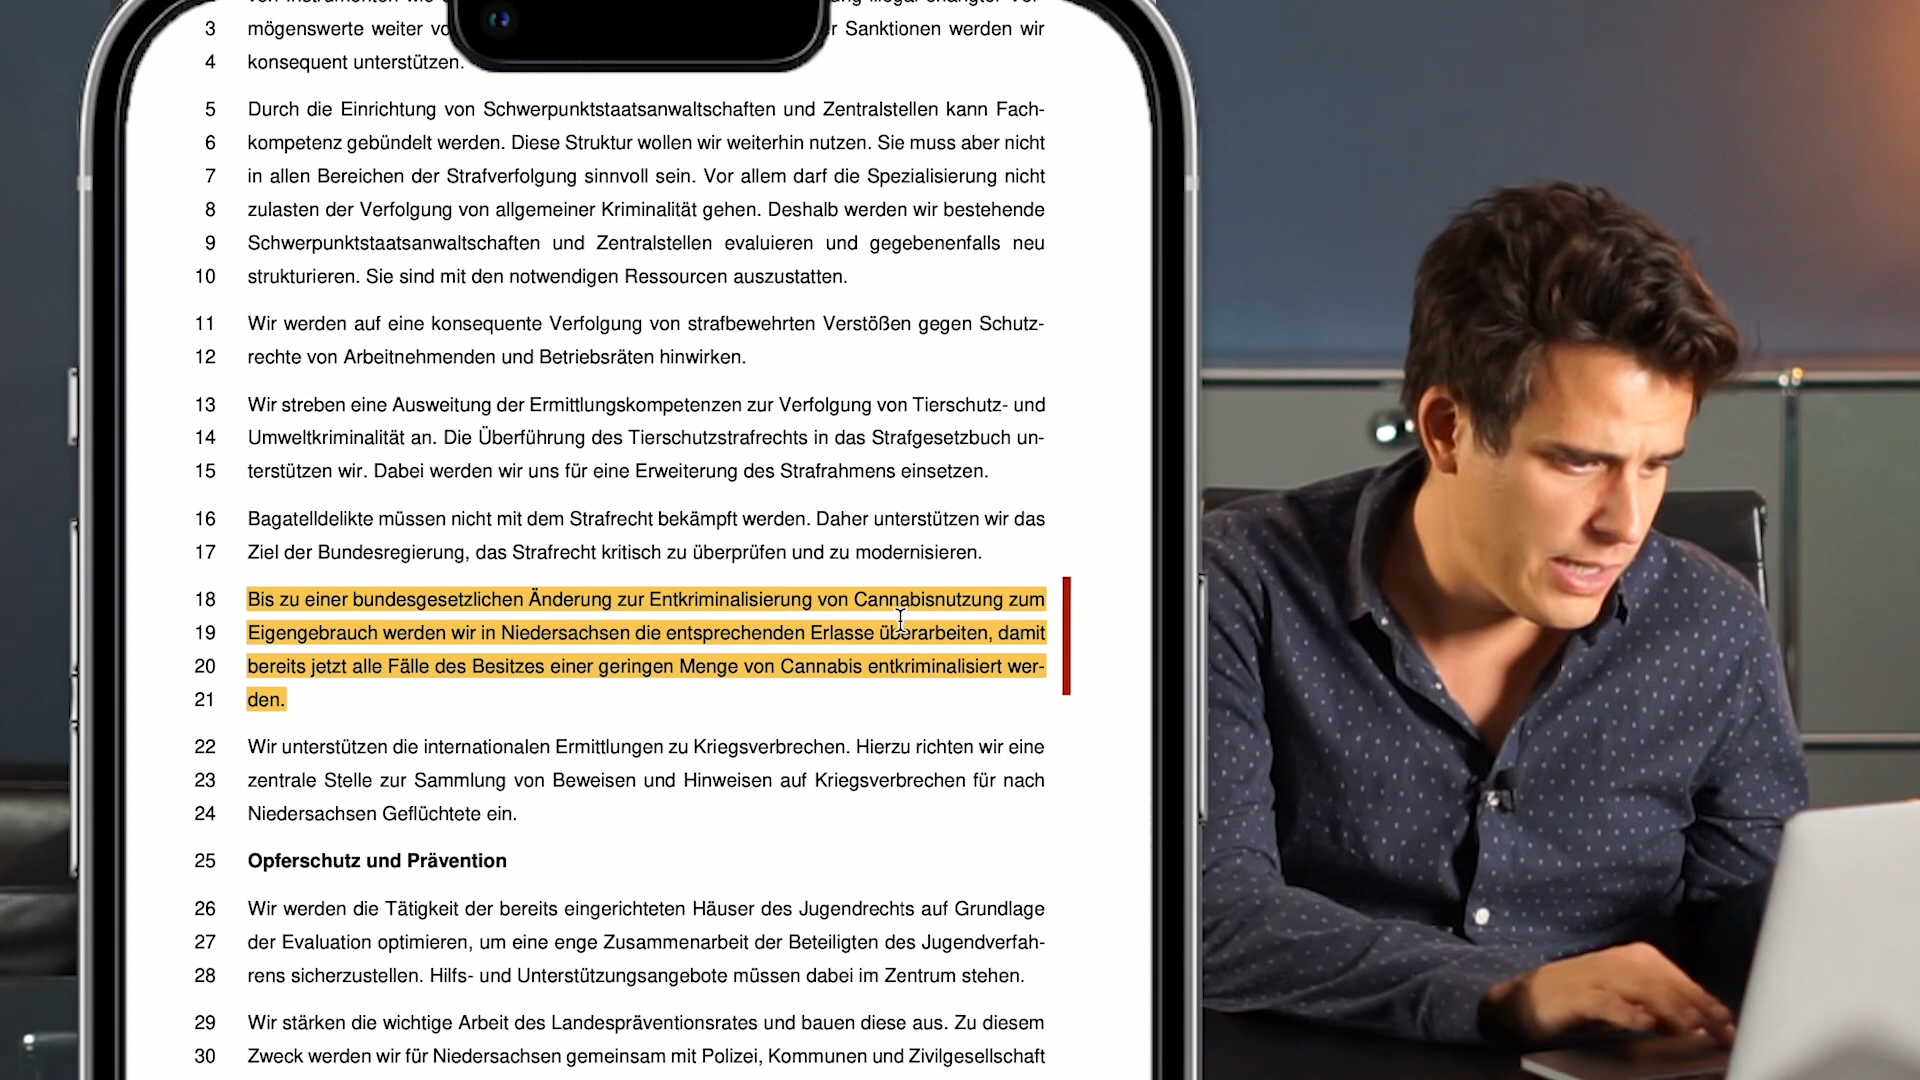 3 mögenswerte weiter Sanktionen werden wir
4 konsequent unterstützen.
5 Durch die Einrichtung von Schwerpunktstaatsanwaltschaften und Zentralstellen kann Fach-
6 kompetenz gebündelt werden. Diese Struktur wollen wir weiterhin nutzen. Sie muss aber nicht
7 in allen Bereichen der Strafverfolgung sinnvoll sein. Vor allem darf die Spezialisierung nicht
8 zulasten der Verfolgung von allgemeiner Kriminalität gehen. Deshalb werden wir bestehende
9 Schwerpunktstaatsanwaltschaften und Zentralstellen evaluieren und gegebenenfalls neu
10 strukturieren. Sie sind mit den notwendigen Ressourcen auszustatten.
11 Wir werden auf eine konsequente Verfolgung von strafbewehrten Verstößen gegen Schutz-
12 rechte von Arbeitnehmenden und Betriebsräten hinwirken.
13 Wir streben eine Ausweitung der Ermittlungskompetenzen zur Verfolgung von Tierschutz- und
14 Umweltkriminalität an. Die Überführung des Tierschutzstrafrechts in das Strafgesetzbuch un-
15 terstützen wir. Dabei werden wir uns für eine Erweiterung des Strafrahmens einsetzen.
16 Bagatelldelikte müssen nicht mit dem Strafrecht bekämpft werden. Daher unterstützen wir das
17 Ziel der Bundesregierung, das Strafrecht kritisch zu überprüfen und zu modernisieren.
18 Bis zu einer bundesgesetzlichen Änderung zur Entkriminalisierung von Cannabisnutzung zum
19 Eigengebrauch werden wir in Niedersachsen die entsprechenden Erlasse überarbeiten, damit
20 bereits jetzt alle Fälle des Besitzes einer geringen Menge von Cannabis entkriminalisiert wer-
21 den.
22 Wir unterstützen die internationalen Ermittlungen zu Kriegsverbrechen. Hierzu richten wir eine
23 zentrale Stelle zur Sammlung von Beweisen und Hinweisen auf Kriegsverbrechen für nach
24 Niedersachsen Geflüchtete ein.
25 Opferschutz und Prävention
26 Wir werden die Tätigkeit der bereits eingerichteten Häuser des Jugendrechts auf Grundlage
27 der Evaluation optimieren, um eine enge Zusammenarbeit der Beteiligten des Jugendverfah-
28 rens sicherzustellen. Hilfs- und Unterstützungsangebote müssen dabei im Zentrum stehen.
29 Wir stärken die wichtige Arbeit des Landespräventionsrates und bauen diese aus. Zu diesem
30 Zweck werden wir für Niedersachsen gemeinsam mit Polizei, Kommunen und Zivilgesellschaft